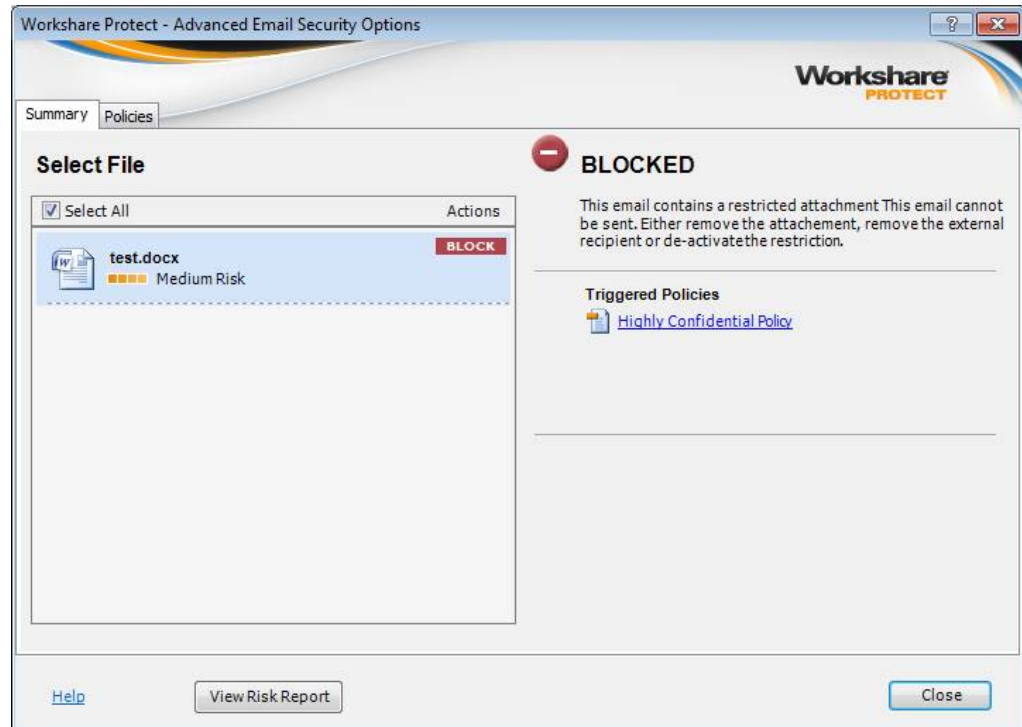 Workshare Protect - Advanced Email Security Options
Workshare
PROTECT
Summary
Policies
Select File
Select All
Actions
test.docx
BLOCK
Medium Risk
BLOCKED
This email contains a restricted attachment This email cannot
be sent. Either remove the attachement, remove the external
recipient or de-activatethe restriction.
Triggered Policies
Highly Confidential Policy
Help
View Risk Report
Close